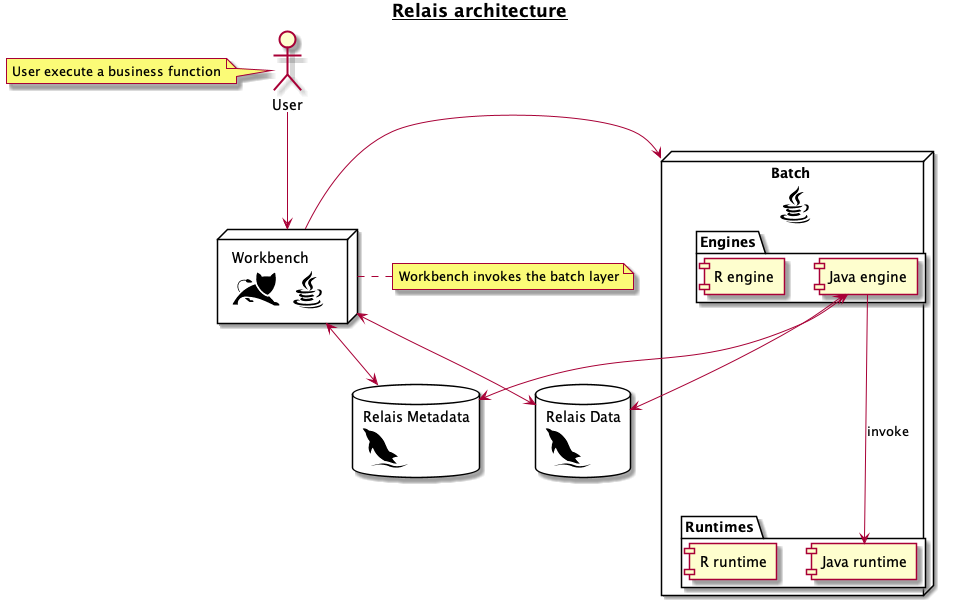 Relais architecture
User execute a business function
User
Batch
Engines
R engine
Java engine
Workbench
Workbench invokes the batch layer
Relais Metadata
Relais Data
invoke
Runtimes
R runtime
Java runtime